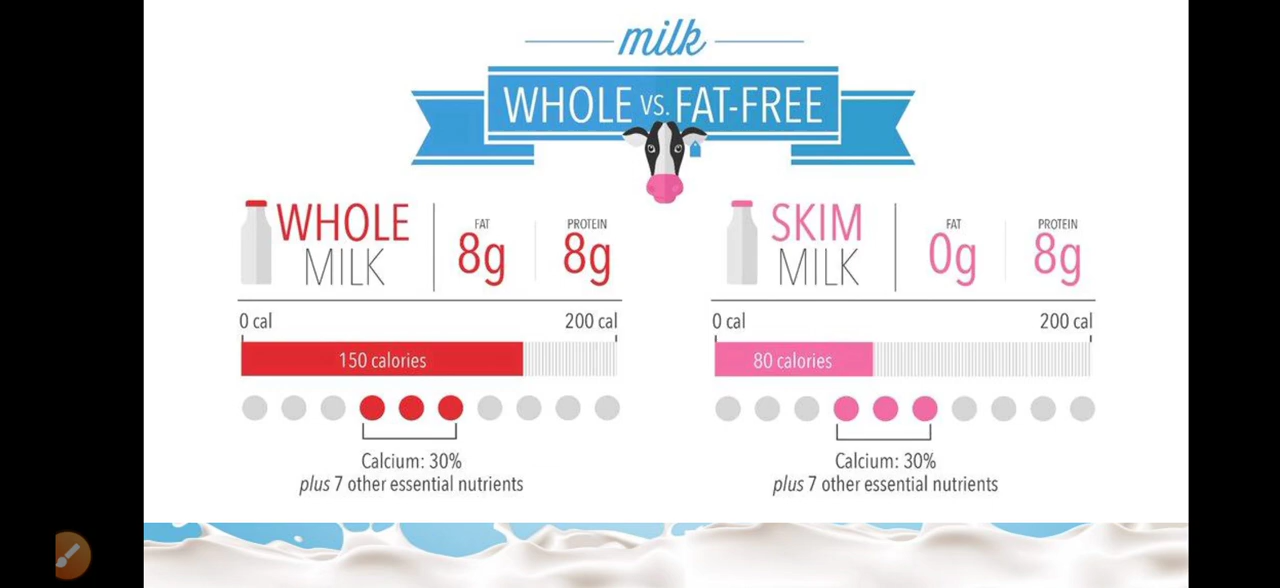 milk
WHOLE VS. FAT-FREE
WHOLE
MILK
FAT
8g
PROTEIN
8g
0 cal
200 cal
150 calories
Calcium: 30%
plus 7 other essential nutrients
SKIM
MILK
FAT
0g
PROTEIN
8g
0 cal
200 cal
80 calories
Calcium: 30%
plus 7 other essential nutrients